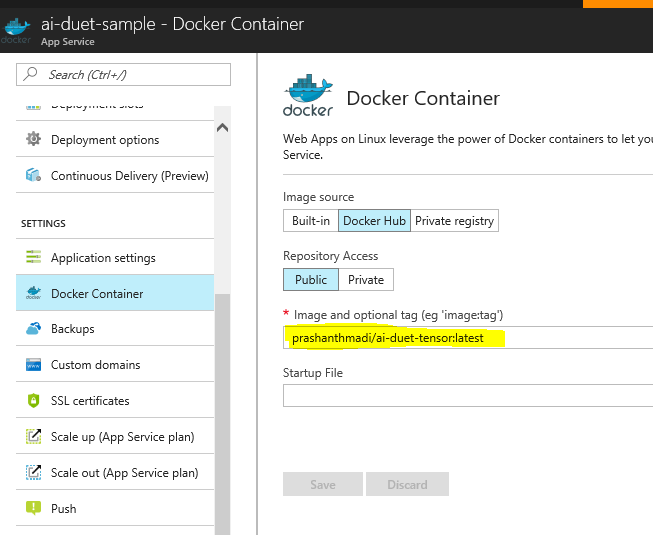 ai-duet-sample - Docker Container
App Service
docker
Search (Ctrl+/)
Deployment slots
Deployment options
Continuous Delivery (Preview)
SETTINGS
Application settings
Docker Container
Backups
Custom domains
SSL certificates
Scale up (App Service plan)
Scale out (App Service plan)
Push
docker
Docker Container
Web Apps on Linux leverage the power of Docker containers to let you
Service.
Image source
Built-in Docker Hub Private registry
Repository Access
Public Private
* Image and optional tag (eg 'image:tag')
prashanthmadi/ai-duet-tensor:latest
Startup File
Save Discard